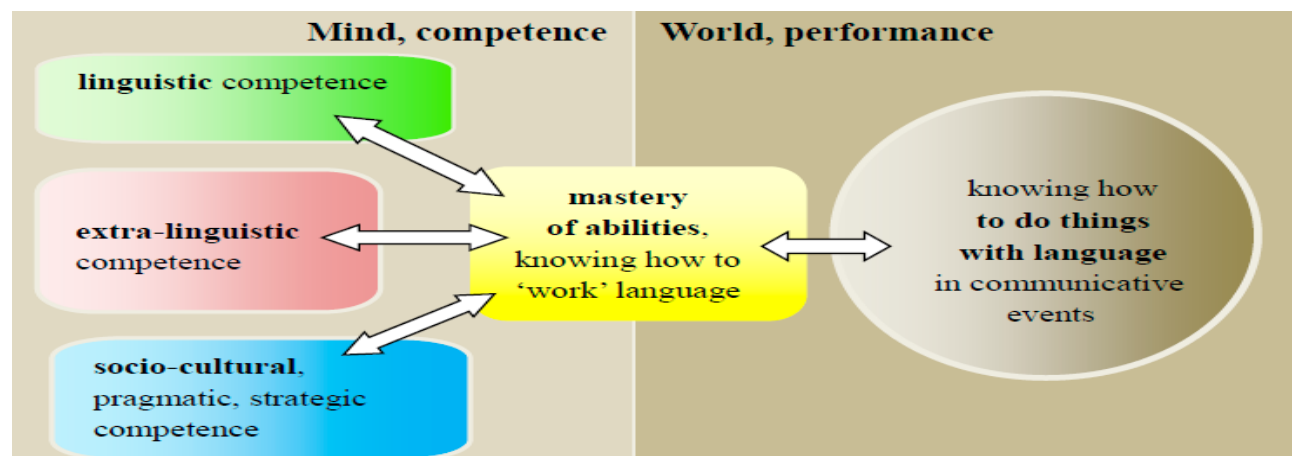 Mind, competence
World, performance
linguistic competence
extra-linguistic
competence
socio-cultural,
pragmatic, strategic
competence
mastery
of abilities,
knowing how to
‘work’ language
knowing how
to do things
with language
in communicative
events